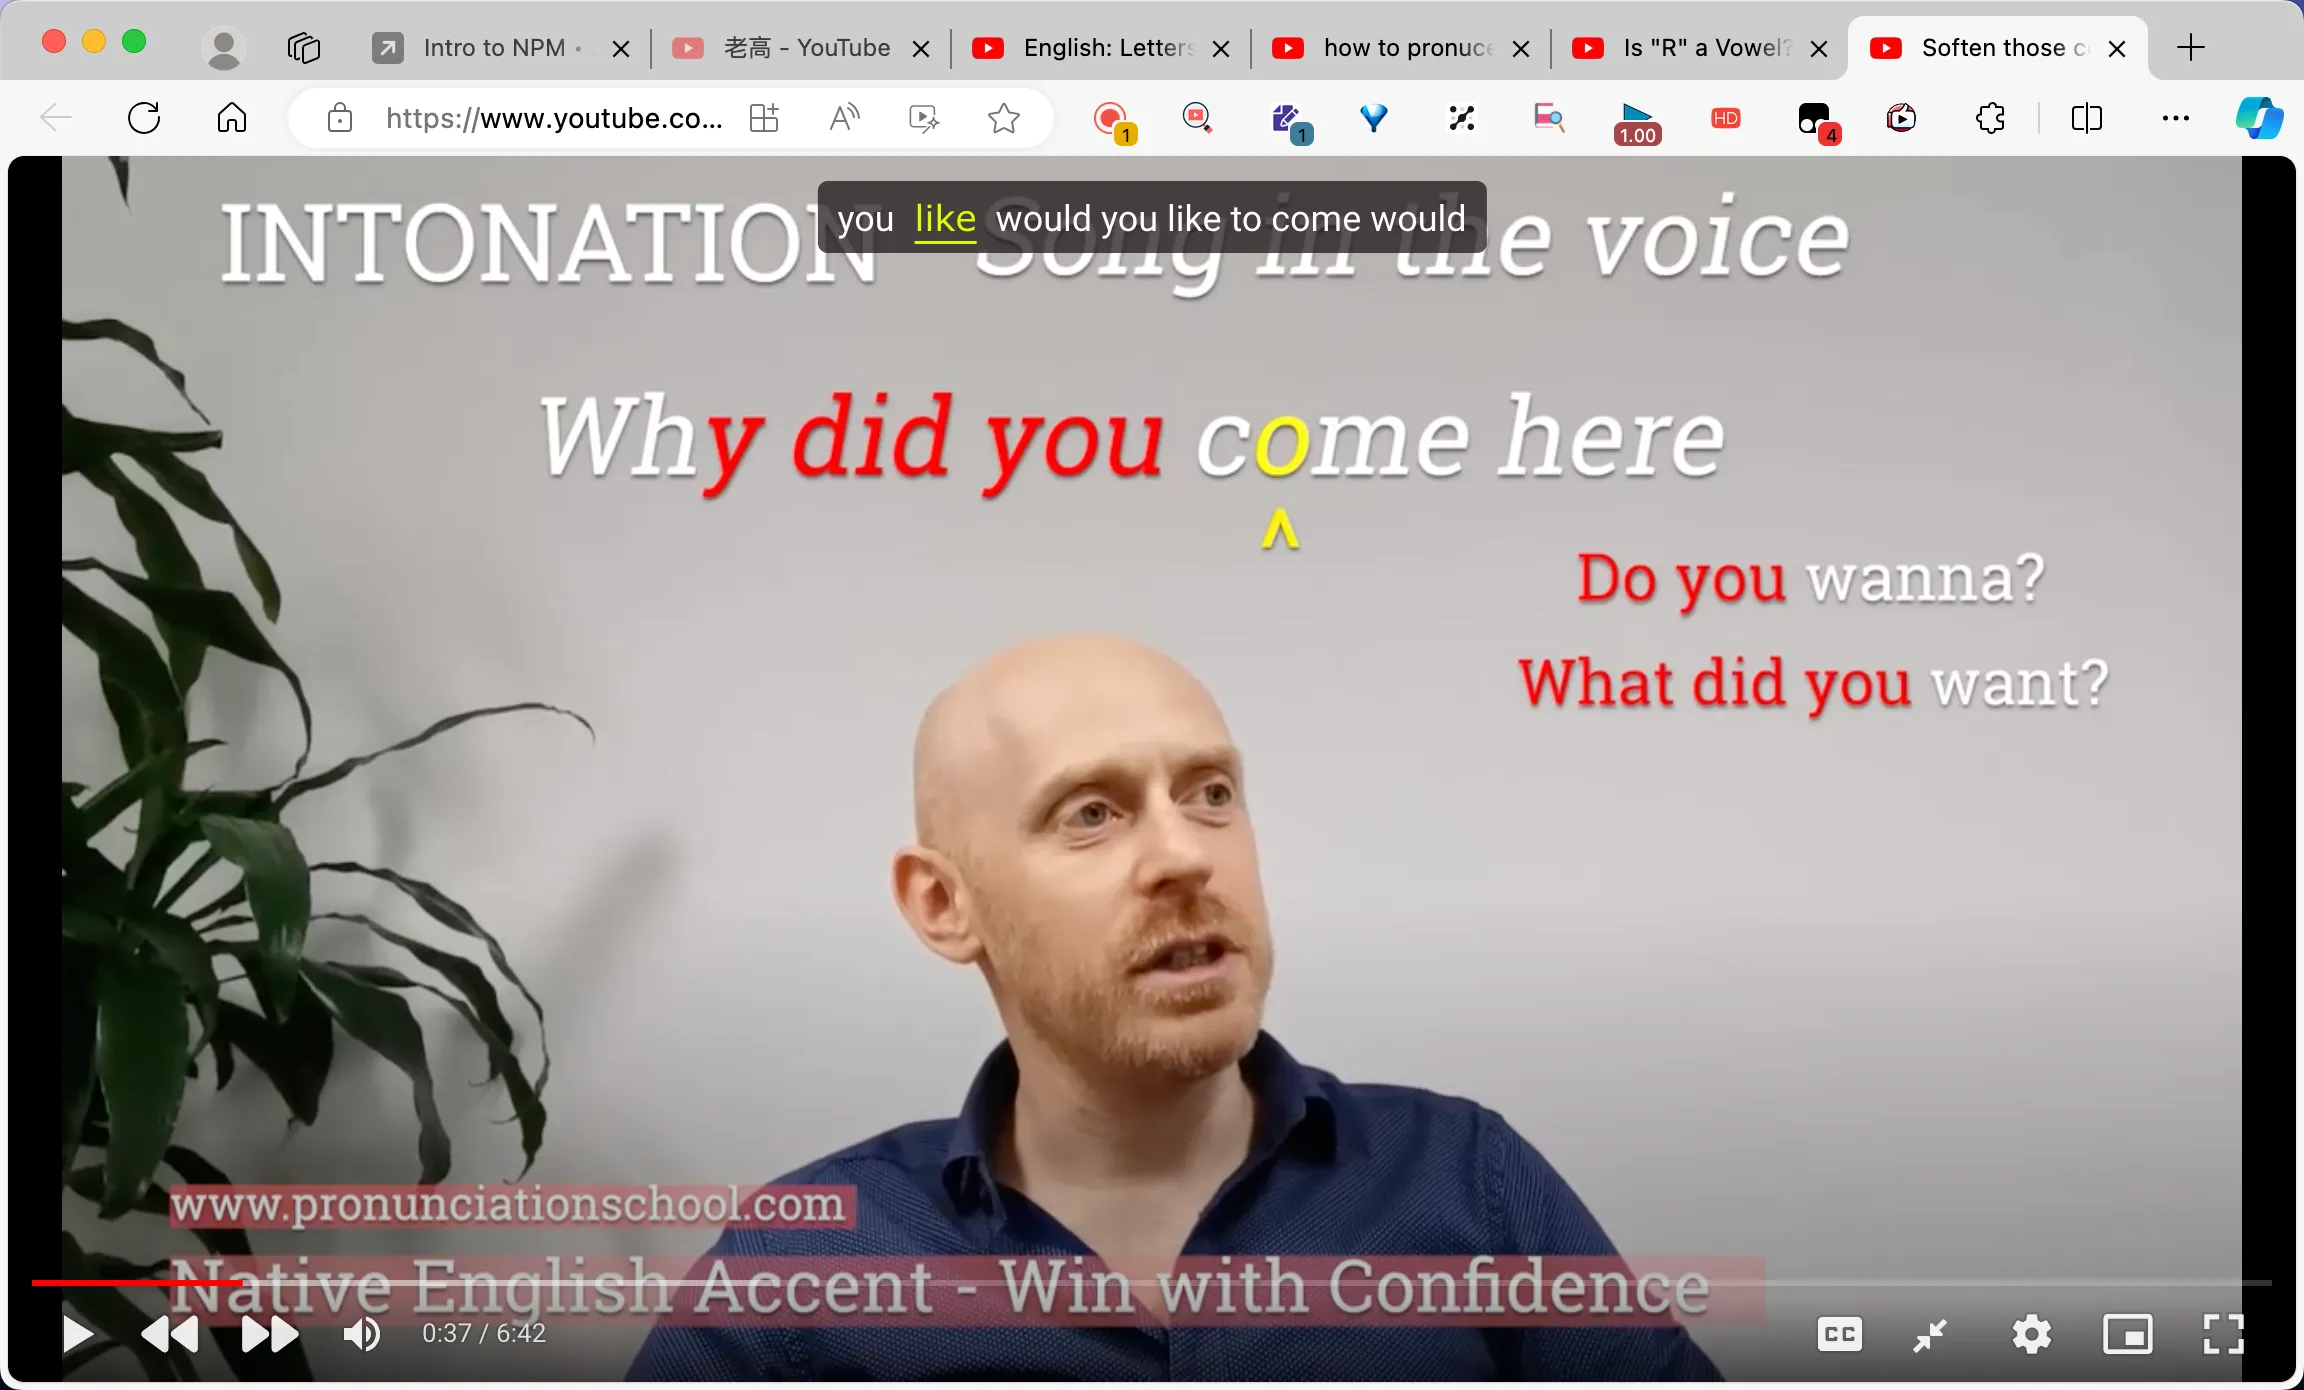 Intro to NPM •
老高 - YouTube
English: Letters
how to pronuce
Is "R" a Vowel?
Soften those c
https://www.youtube.co...
1
1
1.00
HD
4
you like would you like to come would
INTONATION Song in the voice
Why did you come here
^
Do you wanna?
What did you want?
www.pronunciationschool.com
Native English Accent - Win with Confidence
0:37 / 6:42
CC